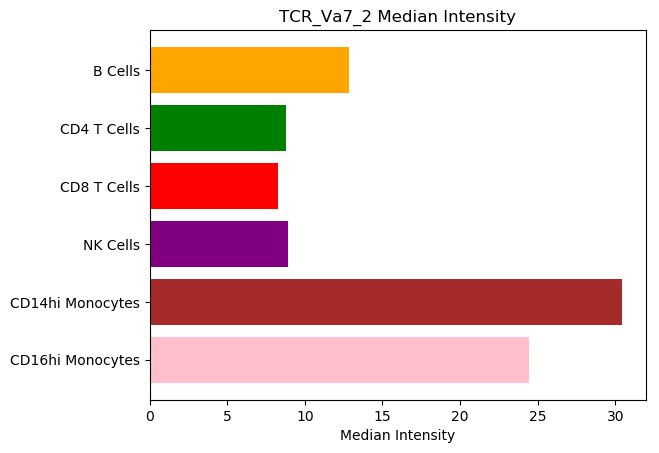 TCR_Va7_2 Median Intensity
B Cells
CD4 T Cells
CD8 T Cells
NK Cells
CD14hi Monocytes
CD16hi Monocytes
0 5 10 15 20 25 30
Median Intensity